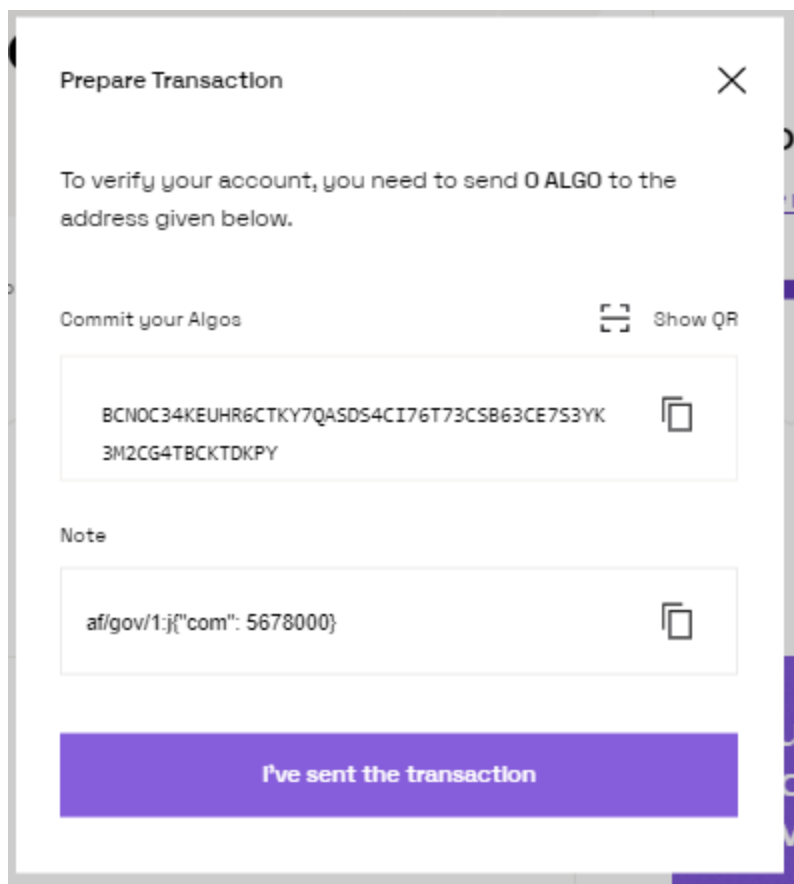 Prepare Transaction
To verify your account, you need to send 0 ALGO to the
address given below.
Commit your Algos
Show QR
BCNOC34KEUHR6CTKY7QASDS4CI76T73CSB63CE7S3YK
3M2CG4TBCKTDKPY
Note
af/gov/1:j{"com": 5678000}
I've sent the transaction